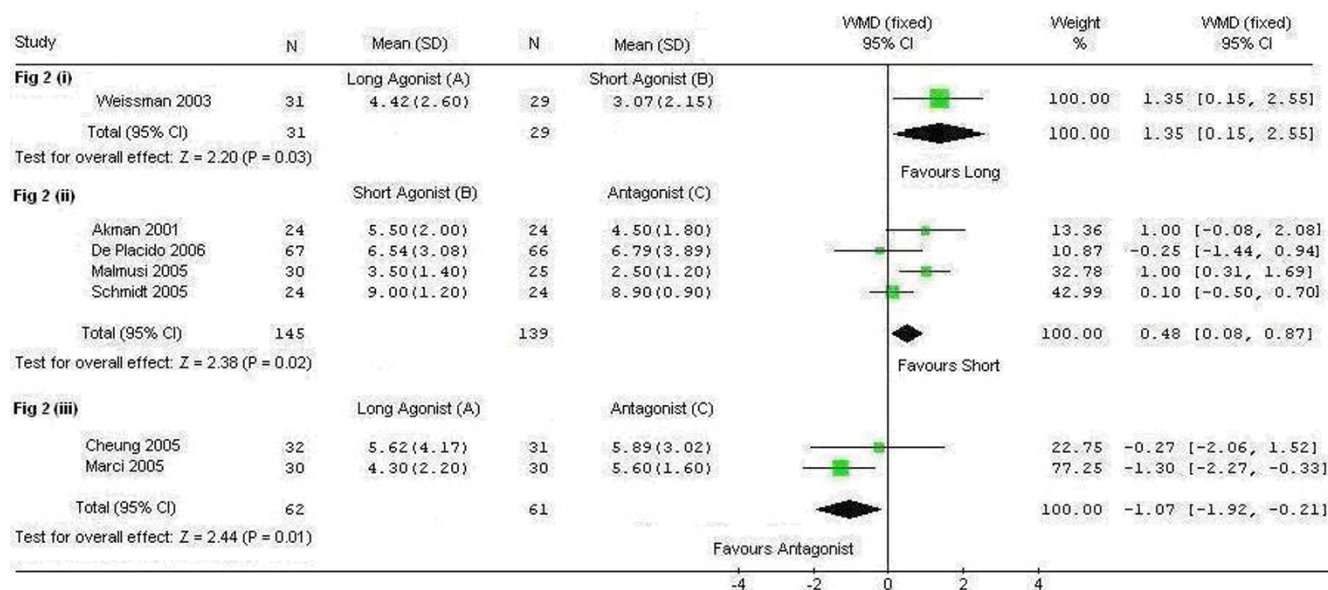 WMD (fixed) Weight WMD (fixed)
Study N Mean (SD) N Mean (SD) 95% CI % 95% CI
Fig 2 (i) Long Agonist (A) Short Agonist (B)
Weissman 2003 31 4.42(2.60) 29 3.07(2.15) 100.00 1.35 [0.15, 2.55]
Total (95% CI) 31 29 100.00 1.35 [0.15, 2.55]
Test for overall effect: Z = 2.20 (P = 0.03)
Favours Long
Fig 2 (ii) Short Agonist (B) Antagonist (C)
Akman 2001 24 5.50(2.00) 24 4.50(1.80) 13.36 1.00 [-0.08, 2.08]
De Placido 2006 67 6.54(3.08) 66 6.79(3.89) 10.87 -0.25 [-1.44, 0.94]
Malmusi 2005 30 3.50(1.40) 25 2.50(1.20) 32.78 1.00 [0.31, 1.69]
Schmidt 2005 24 9.00(1.20) 24 8.90(0.90) 42.99 0.10 [-0.50, 0.70]
Total (95% CI) 145 139 100.00 0.48 [0.08, 0.87]
Test for overall effect: Z = 2.38 (P = 0.02)
Favours Short
Fig 2 (iii) Long Agonist (A) Antagonist (C)
Cheung 2005 32 5.62(4.17) 31 5.89(3.02) 22.75 -0.27 [-2.06, 1.52]
Marci 2005 30 4.30(2.20) 30 5.60(1.60) 77.25 -1.30 [-2.27, -0.33]
Total (95% CI) 62 61 100.00 -1.07 [-1.92, -0.21]
Test for overall effect: Z = 2.44 (P = 0.01)
Favours Antagonist
-4 -2 0 2 4